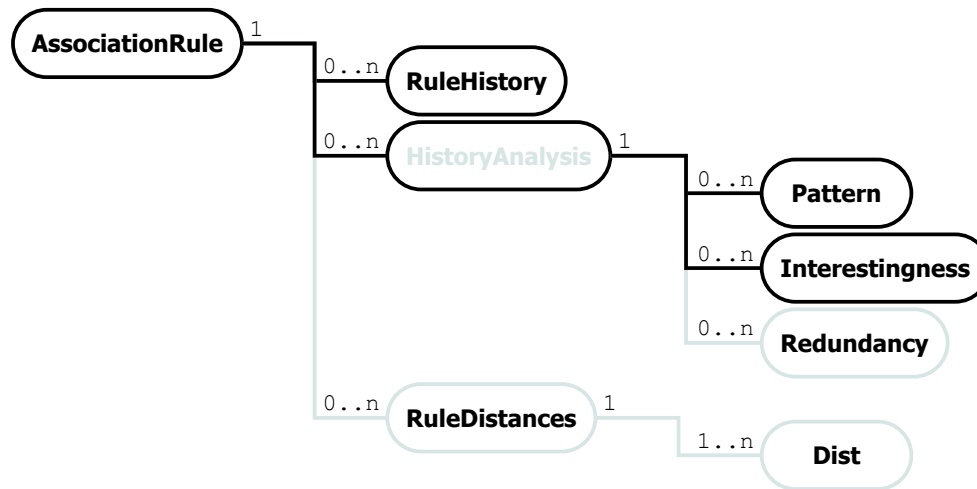 AssociationRule
1
0..n
RuleHistory
0..n
HistoryAnalysis
1
0..n
Pattern
0..n
Interestingness
0..n
Redundancy
0..n
RuleDistances
1
1..n
Dist